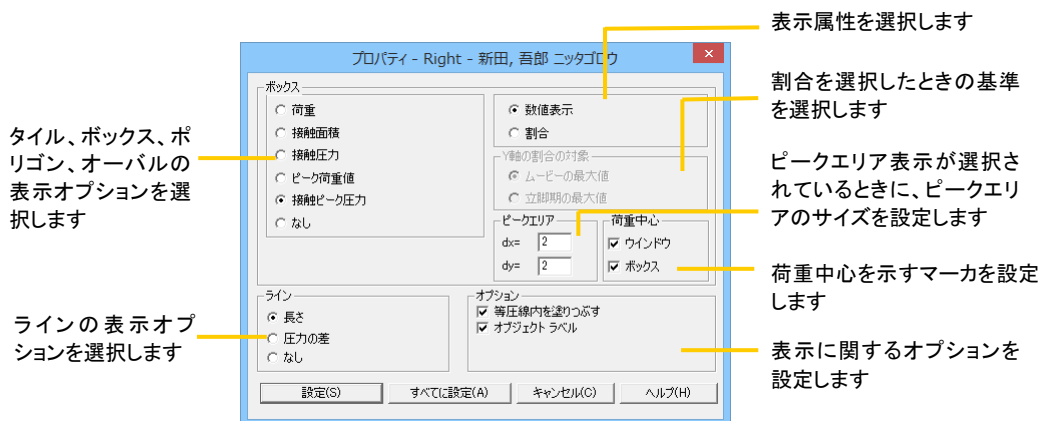 表示属性を選択します
プロパティ - Right - 新田, 吾郎 ニッタゴロウ
割合を選択したときの基準
を選択します
タイル、ボックス、ポ
リゴン、オーバルの
表示オプションを選
択します
ボックス
荷重
接触面積
接触圧力
ピーク荷重値
接触ピーク圧力
なし
数値表示
割合
Y軸の割合の対象
ムービーの最大値
立脚期の最大値
ピークエリア
dx= 2
dy= 2
荷重中心
ウインドウ
ボックス
ピークエリア表示が選択さ
れているときに、ピークエリ
アのサイズを設定します
荷重中心を示すマーカを設定
します
ラインの表示オプ
ションを選択します
ライン
長さ
圧力の差
なし
オプション
等圧線内を塗りつぶす
オブジェクト ラベル
表示に関するオプションを
設定します
設定(S) すべてに設定(A) キャンセル(C) ヘルプ(H)